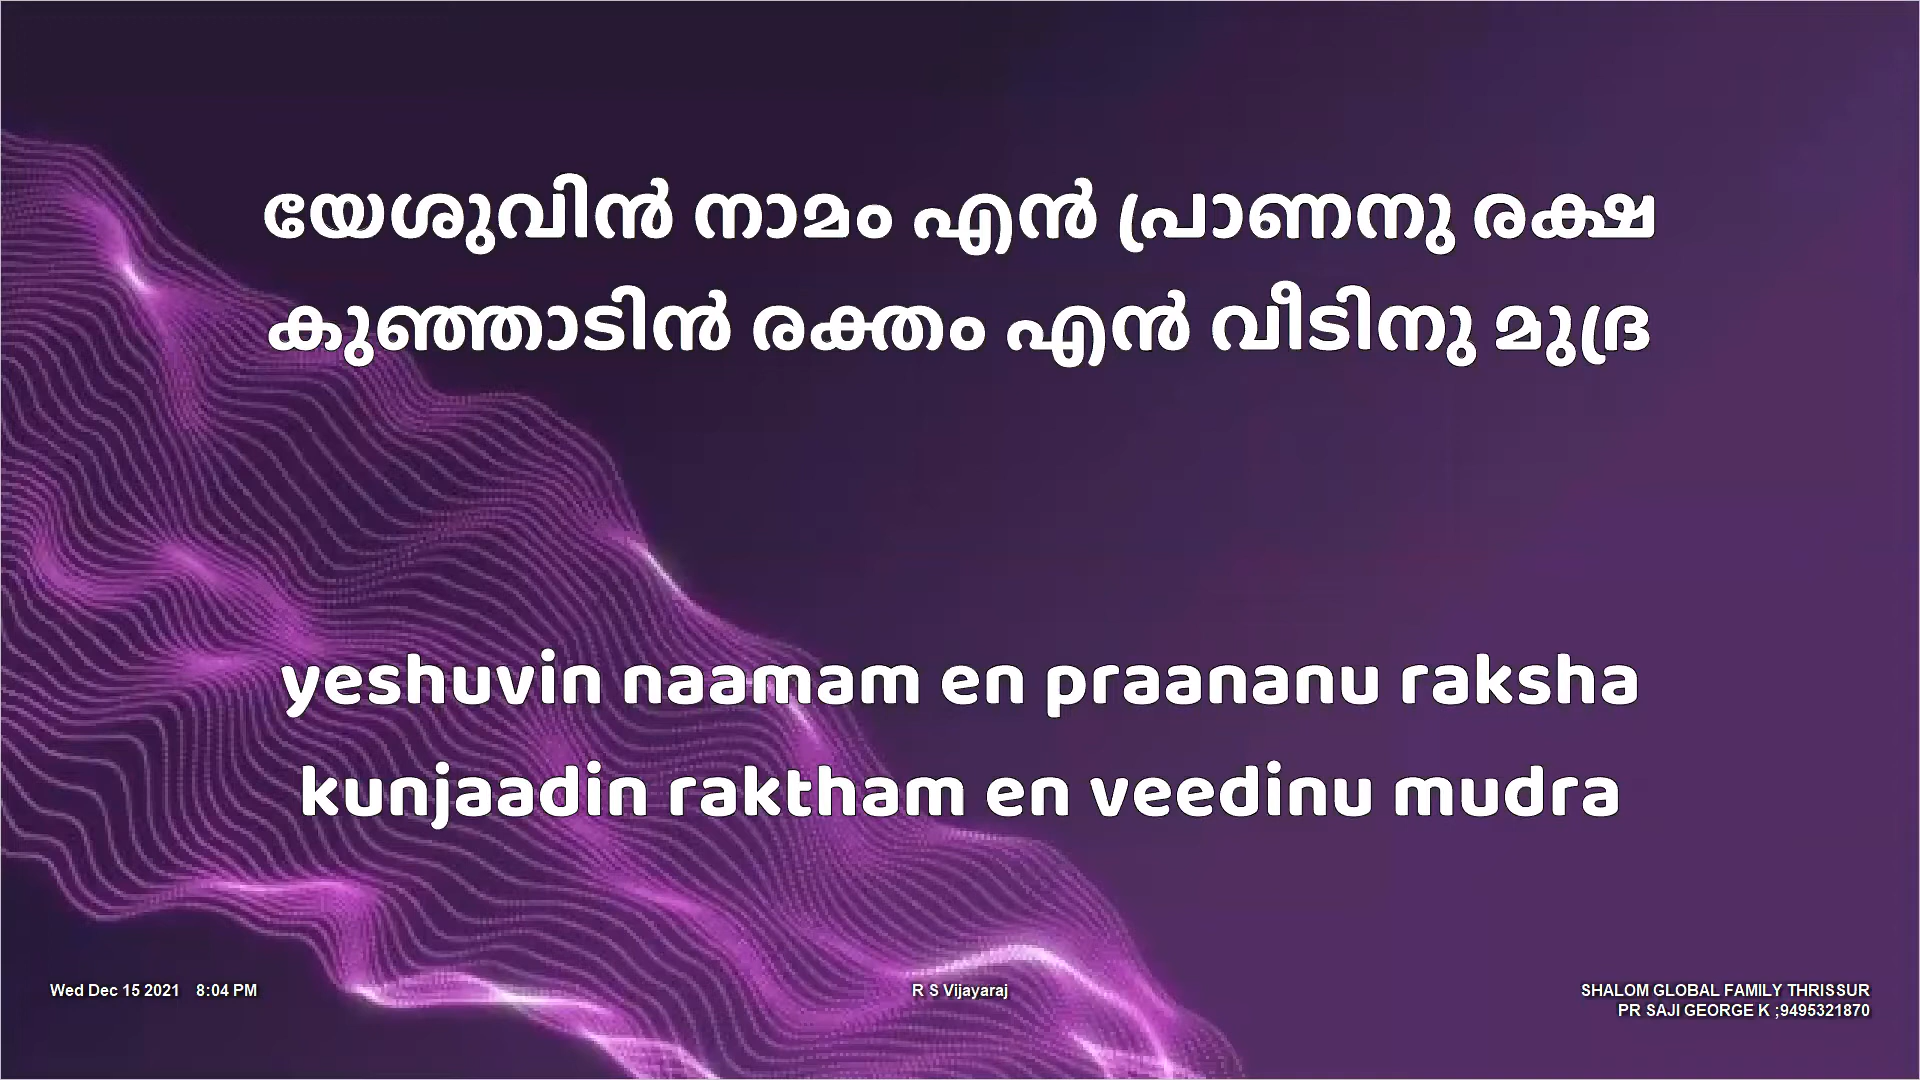 യേശുവിൻ നാമം എൻ പ്രാണനു രക്ഷ
കുഞ്ഞാടിൻ രക്തം എൻ വീടിനു മുദ്ര
yeshuvin naamam en praananu raksha
kunjaadin raktham en veedinu mudra
Wed Dec 15 2021 8:04 PM
R S Vijayaraj
SHALOM GLOBAL FAMILY THRISSUR
PR SAJI GEORGE K ;9495321870